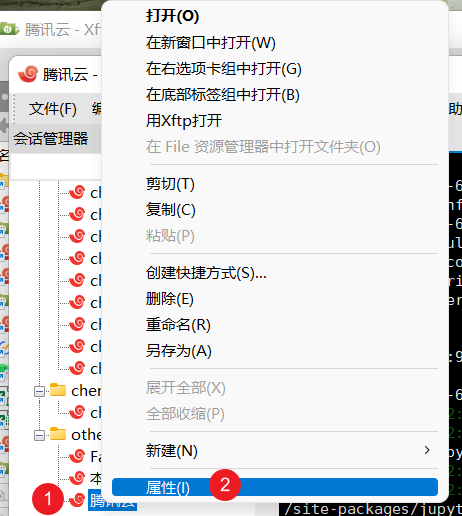 腾讯云 - Xf
腾讯云 -
文件(F)
会话管理器
打开(O)
在新窗口中打开(W)
在右选项卡组中打开(G)
在底部标签组中打开(B)
用Xftp打开
在 File 资源管理器中打开文件夹(O)
剪切(T)
复制(C)
粘贴(P)
创建快捷方式(S)...
删除(E)
重命名(R)
另存为(A)
展开全部(X)
全部收缩(P)
新建(N)
属性(I)
2
助
名
ch
ch
ch
ch
ch
ch
ch
ch
ch
cher
ch
othe
Fa
本
1
腾讯云
/site-packages/jupyt